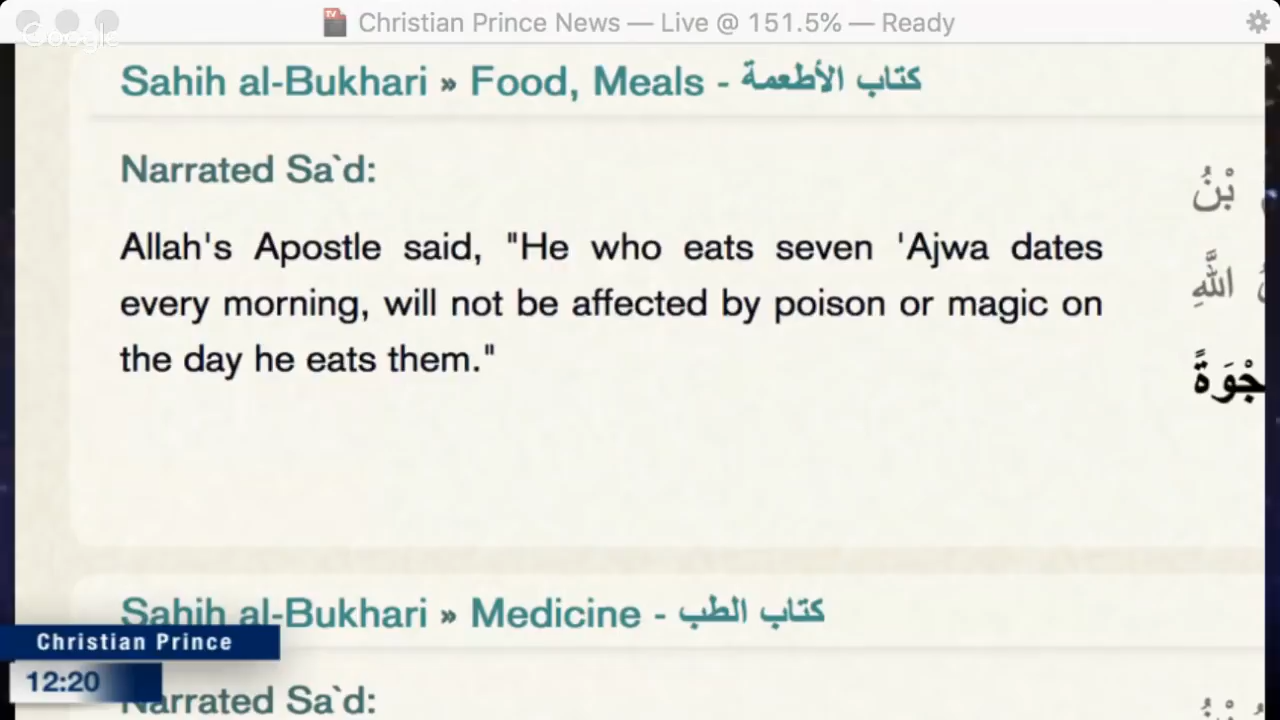 Christian Prince News — Live @ 151.5% — Ready
Google
Sahih al-Bukhari » Food, Meals - كتاب الأطعمة
Narrated Sa`d:
Allah's Apostle said, "He who eats seven 'Ajwa dates
every morning, will not be affected by poison or magic on
the day he eats them."
بْنُ
اللَّهِ
Sahih al-Bukhari » Medicine - كتاب الطب
Christian Prince
12:20
Narrated Sa`d: